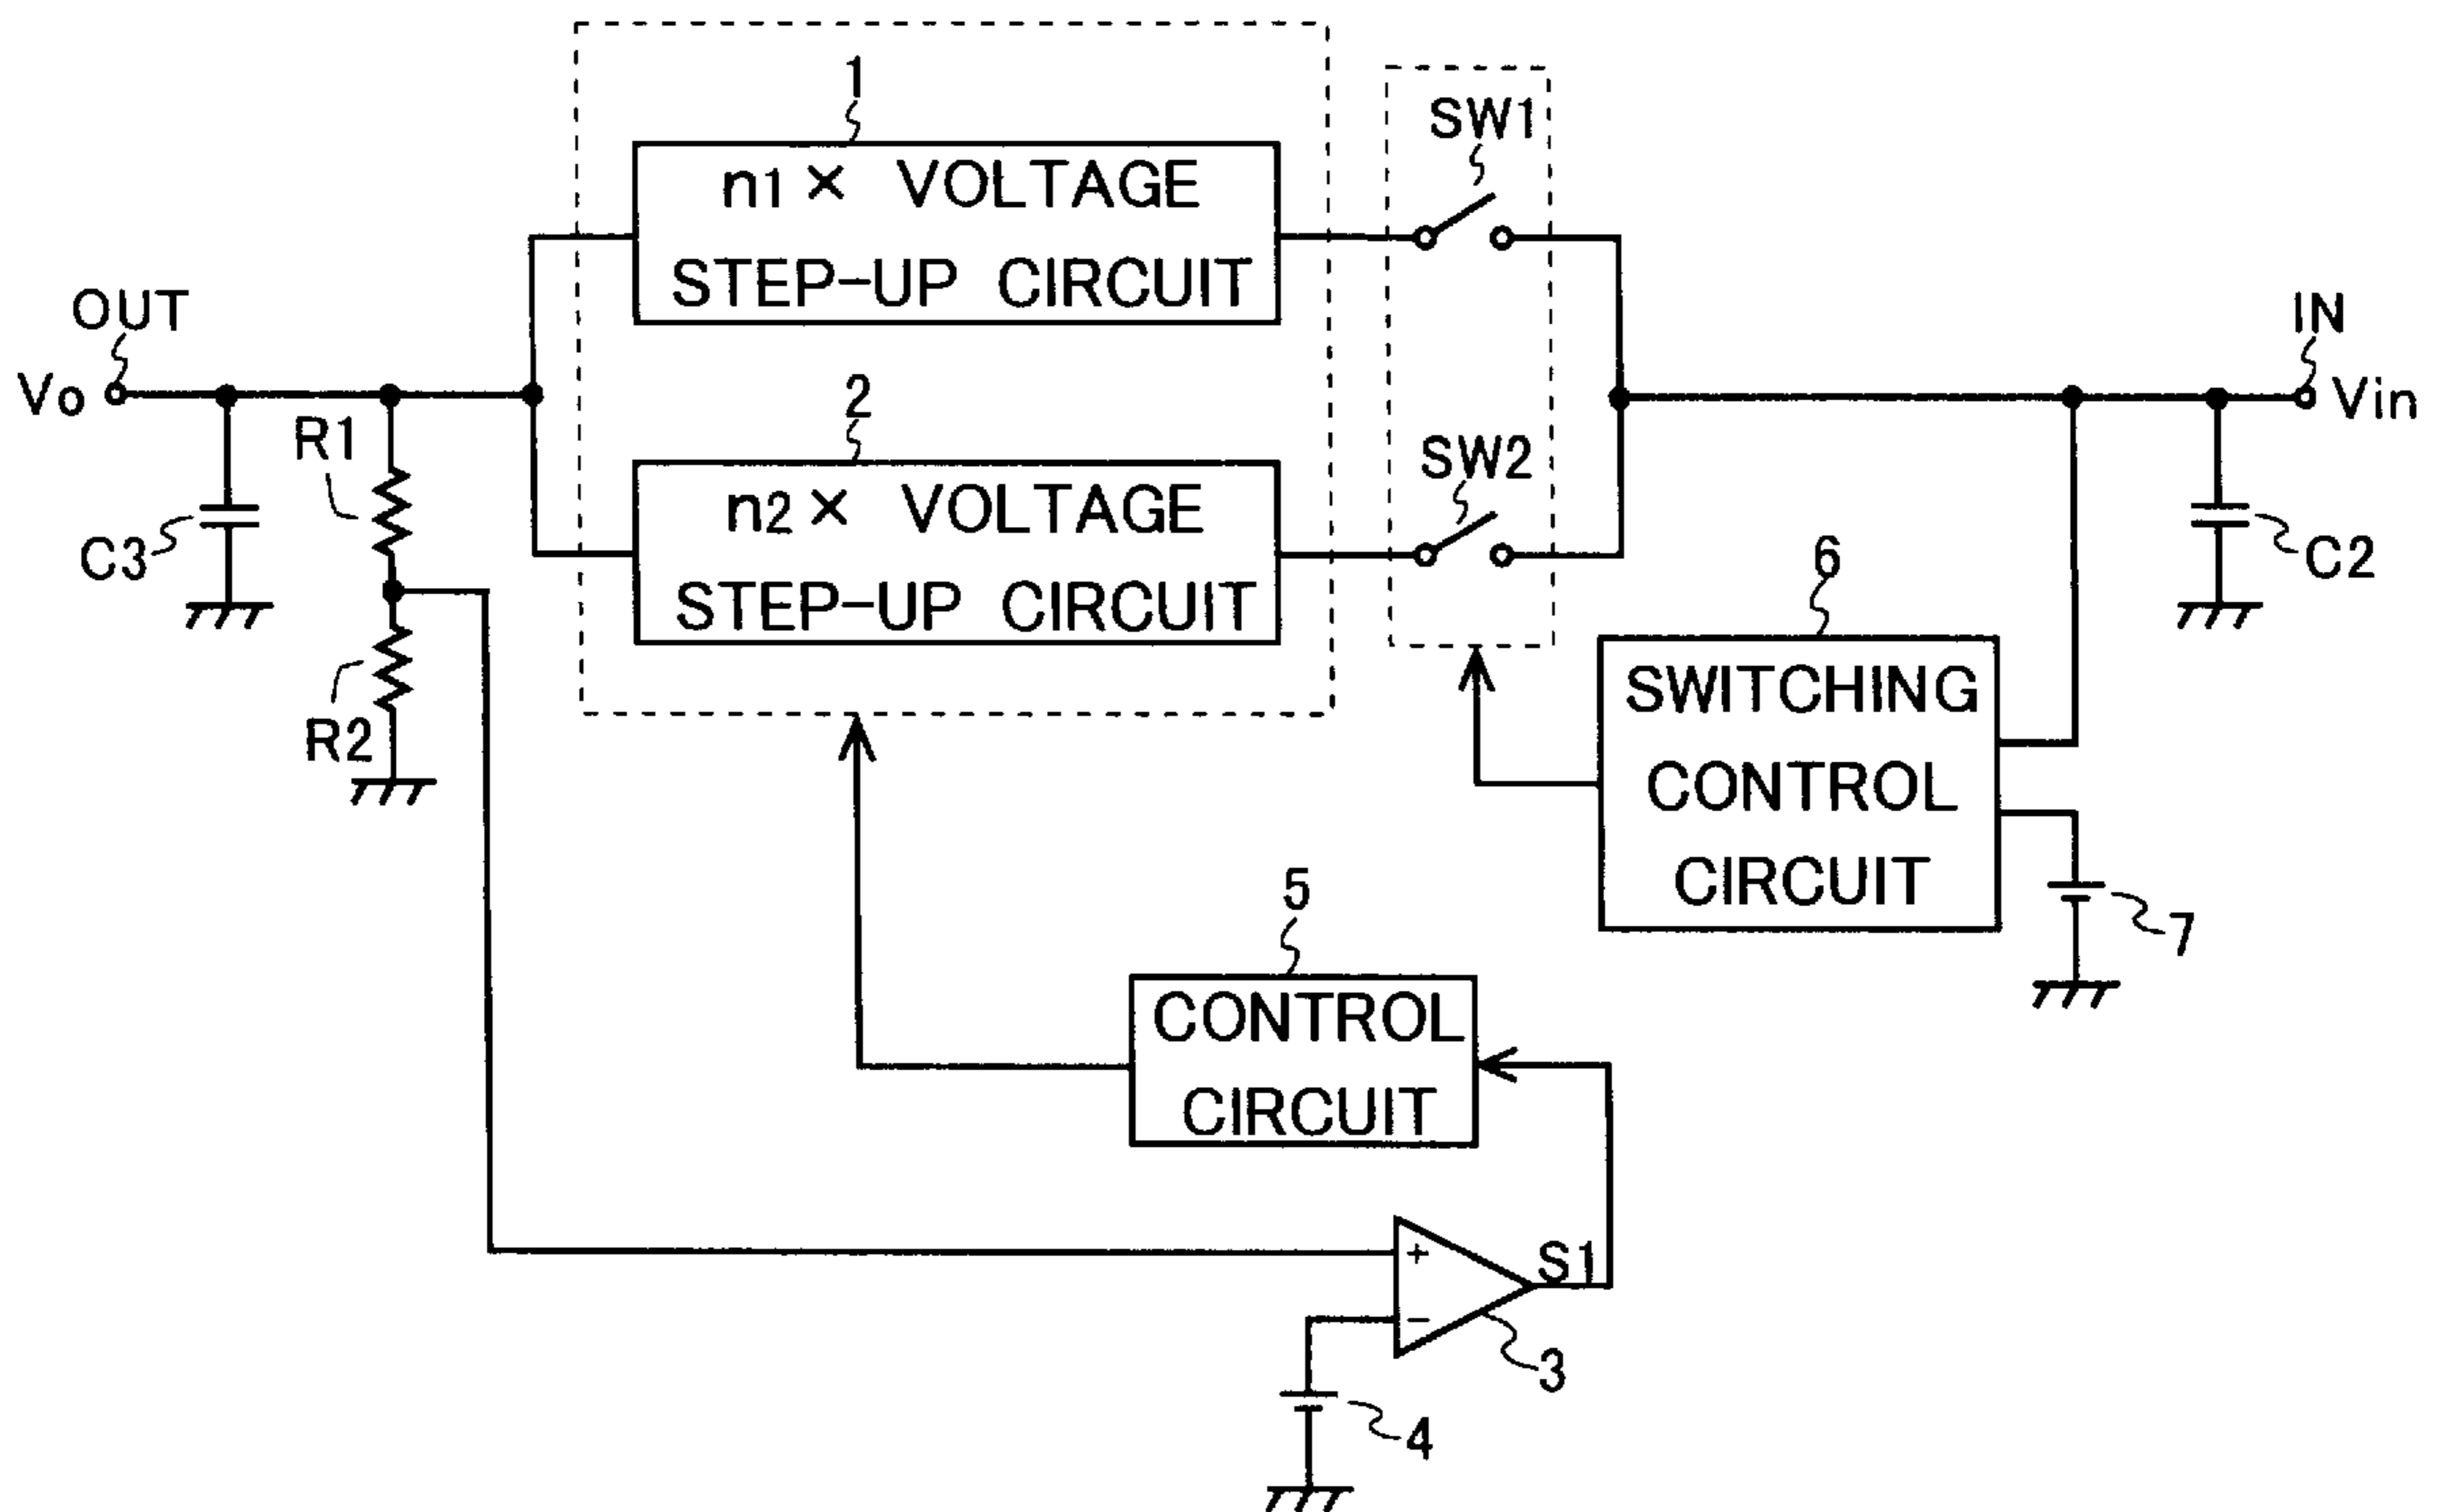 1
SW1
n1× VOLTAGE
STEP-UP CIRCUIT
OUT
IN
Vo
Vin
2
R1
SW2
n2× VOLTAGE
STEP-UP CIRCUIT
C3
C2
6
R2
SWITCHING
CONTROL
CIRCUIT
5
7
CONTROL
CIRCUIT
+
S1
−
3
4